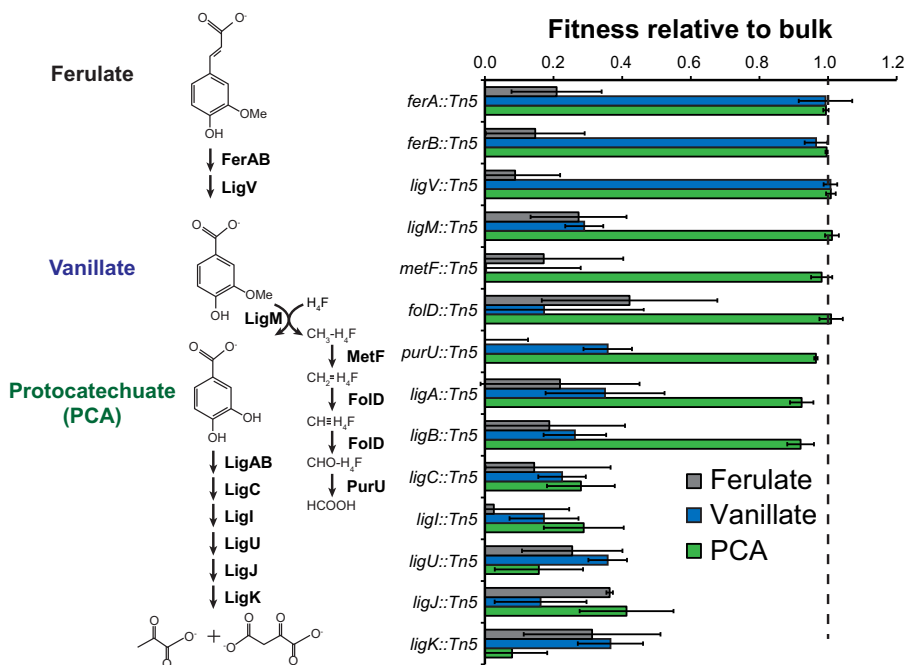 Fitness relative to bulk
0.0 0.2 0.4 0.6 0.8 1.0 1.2
Ferulate
O
O-
OMe
OH
FerAB
LigV
Vanillate
O
O-
OMe
OH
LigM
H4F
CH3-H4F
MetF
CH2=H4F
FolD
CH≡H4F
FolD
CHO-H4F
PurU
HCOOH
Protocatechuate
(PCA)
O
O-
OH
OH
LigAB
LigC
LigI
LigU
LigJ
LigK
O
O-
O
+
O
O-
O
O-
O
ferA::Tn5
ferB::Tn5
ligV::Tn5
ligM::Tn5
metF::Tn5
folD::Tn5
purU::Tn5
ligA::Tn5
ligB::Tn5
ligC::Tn5
ligI::Tn5
ligU::Tn5
ligJ::Tn5
ligK::Tn5
Ferulate
Vanillate
PCA